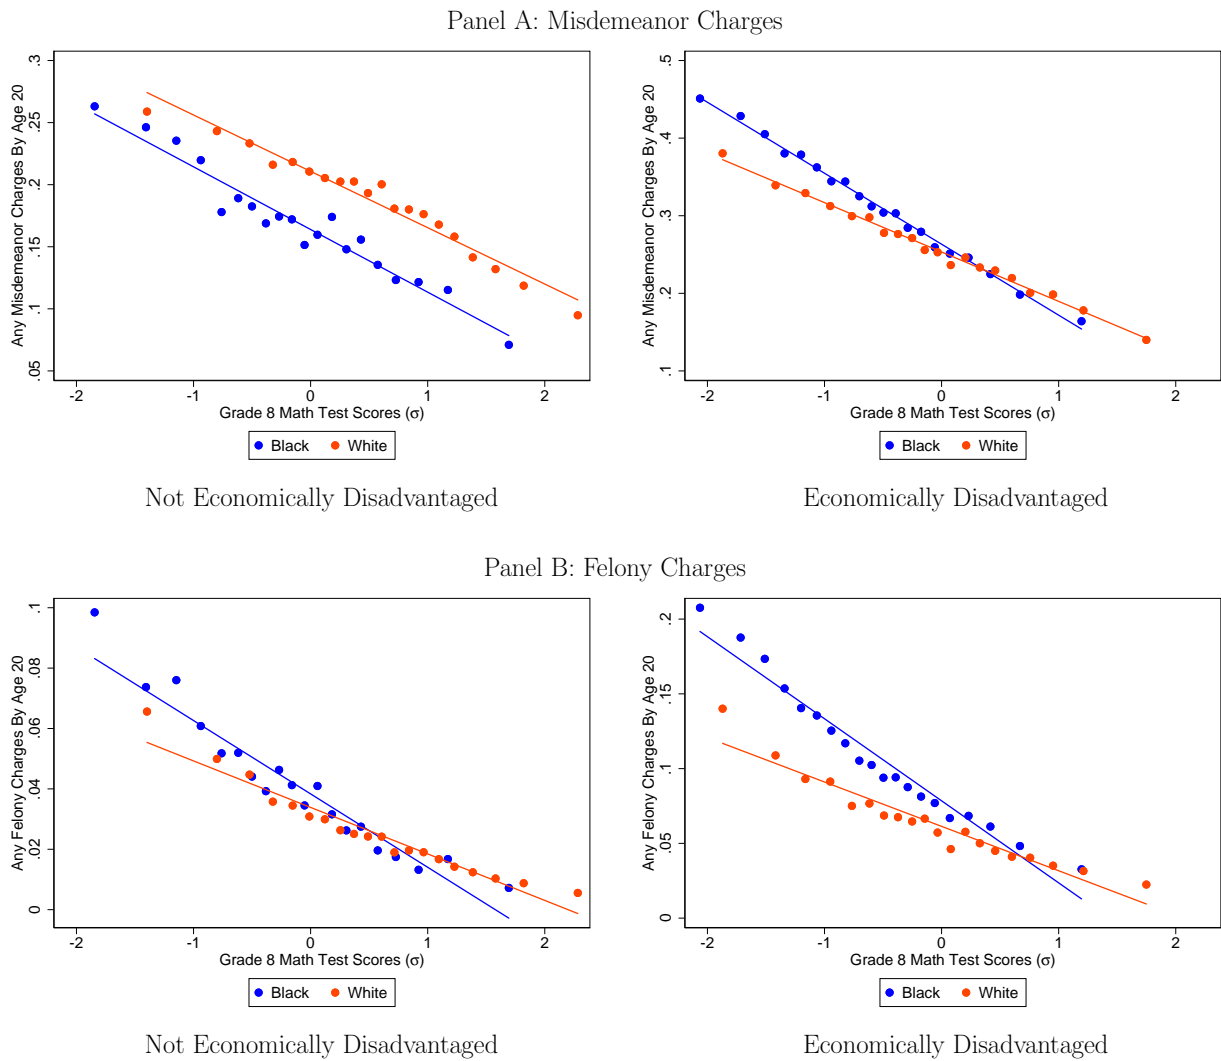 Panel A: Misdemeanor Charges
Any Misdemeanor Charges By Age 20
.3
.25
.2
.15
.1
.05
-2 -1 0 1 2
Grade 8 Math Test Scores (σ)
Black White
Not Economically Disadvantaged
Any Misdemeanor Charges By Age 20
.5
.4
.3
.2
.1
-2 -1 0 1 2
Grade 8 Math Test Scores (σ)
Black White
Economically Disadvantaged
Panel B: Felony Charges
Any Felony Charges By Age 20
.1
.08
.06
.04
.02
0
-2 -1 0 1 2
Grade 8 Math Test Scores (σ)
Black White
Not Economically Disadvantaged
Any Felony Charges By Age 20
.2
.15
.1
.05
0
-2 -1 0 1 2
Grade 8 Math Test Scores (σ)
Black White
Economically Disadvantaged